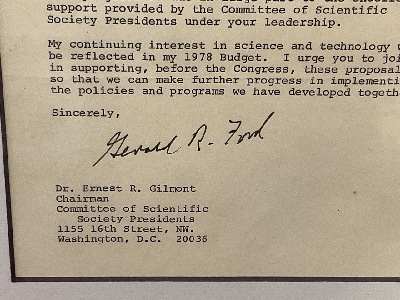 support provided by the Committee of Scientific
Society Presidents under your leadership.
My continuing interest in science and technology
be reflected in my 1978 Budget. I urge you to
in supporting, before the Congress, these
so that we can make further progress in
the policies and programs we have developed
Sincerely,
Gerald R. Ford
Dr. Ernest R. Gilmont
Chairman
Committee of Scientific
Society Presidents
1155 16th Street, NW.
Washington, D.C. 20036